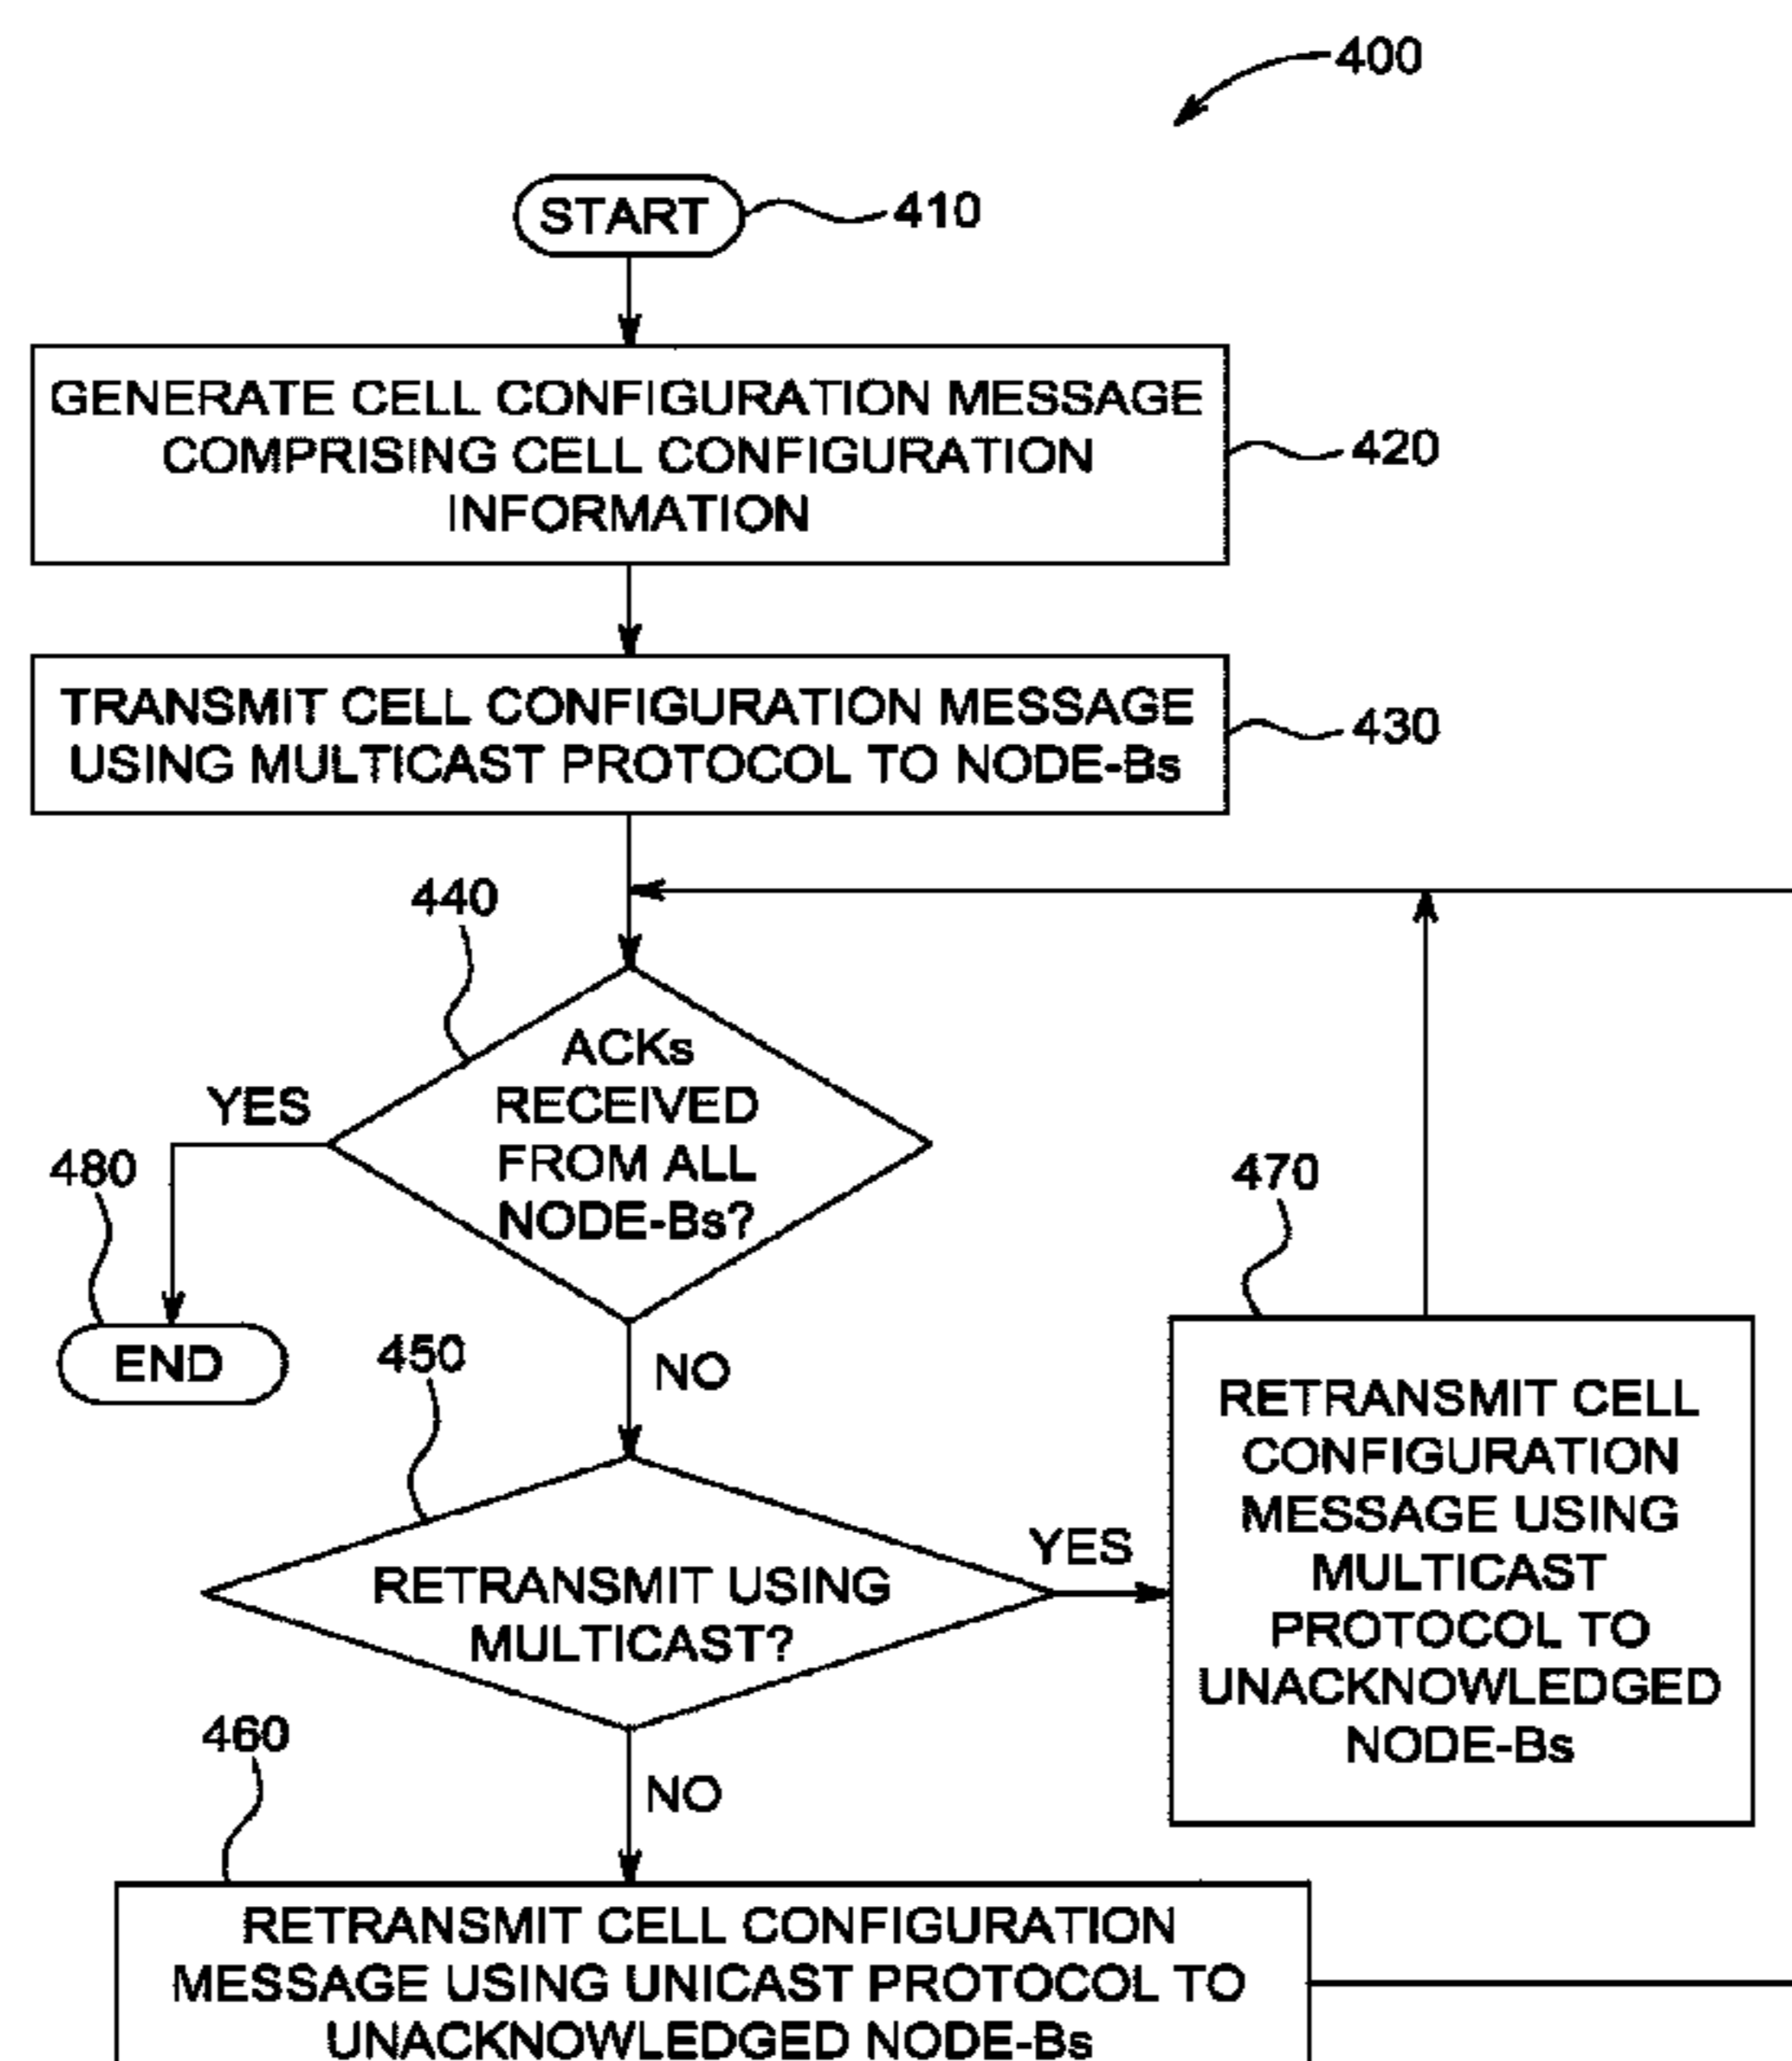 400
START
410
GENERATE CELL CONFIGURATION MESSAGE
COMPRISING CELL CONFIGURATION
INFORMATION
420
TRANSMIT CELL CONFIGURATION MESSAGE
USING MULTICAST PROTOCOL TO NODE-Bs
430
440
ACKs
RECEIVED
FROM ALL
NODE-Bs?
YES
480
END
NO
450
RETRANSMIT USING
MULTICAST?
YES
470
RETRANSMIT CELL
CONFIGURATION
MESSAGE USING
MULTICAST
PROTOCOL TO
UNACKNOWLEDGED
NODE-Bs
NO
460
RETRANSMIT CELL CONFIGURATION
MESSAGE USING UNICAST PROTOCOL TO
UNACKNOWLEDGED NODE-Bs